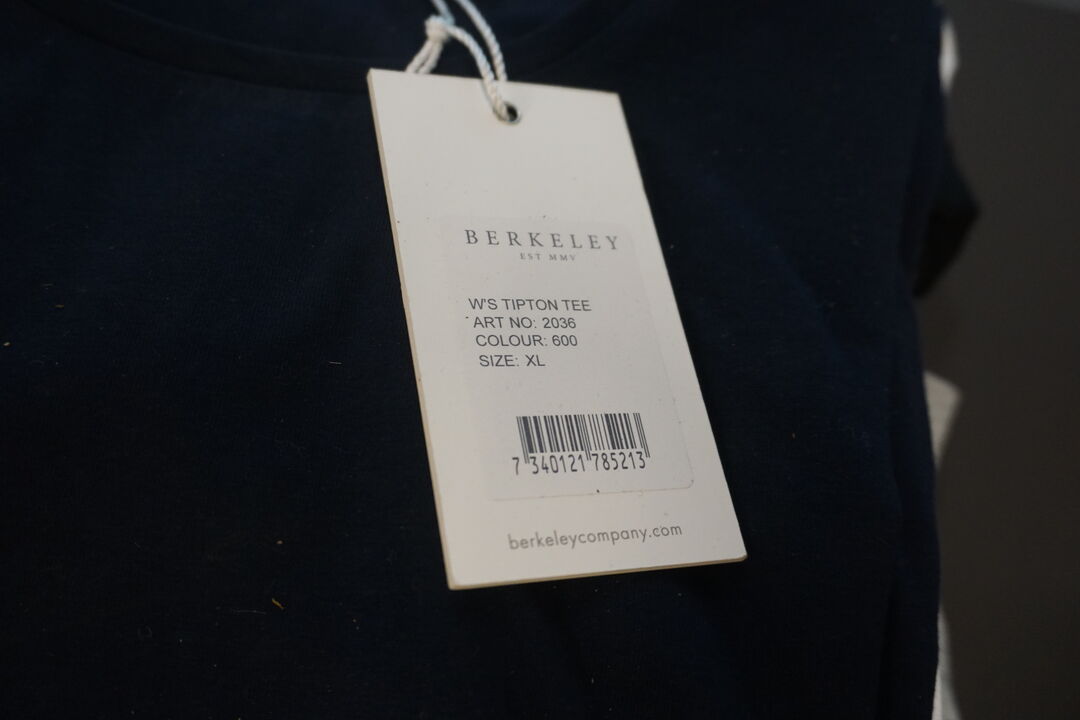 BERKELEY
EST MMV
W'S TIPTON TEE
ART NO: 2036
COLOUR: 600
SIZE: XL
7 340121 785213
berkeleycompany.com